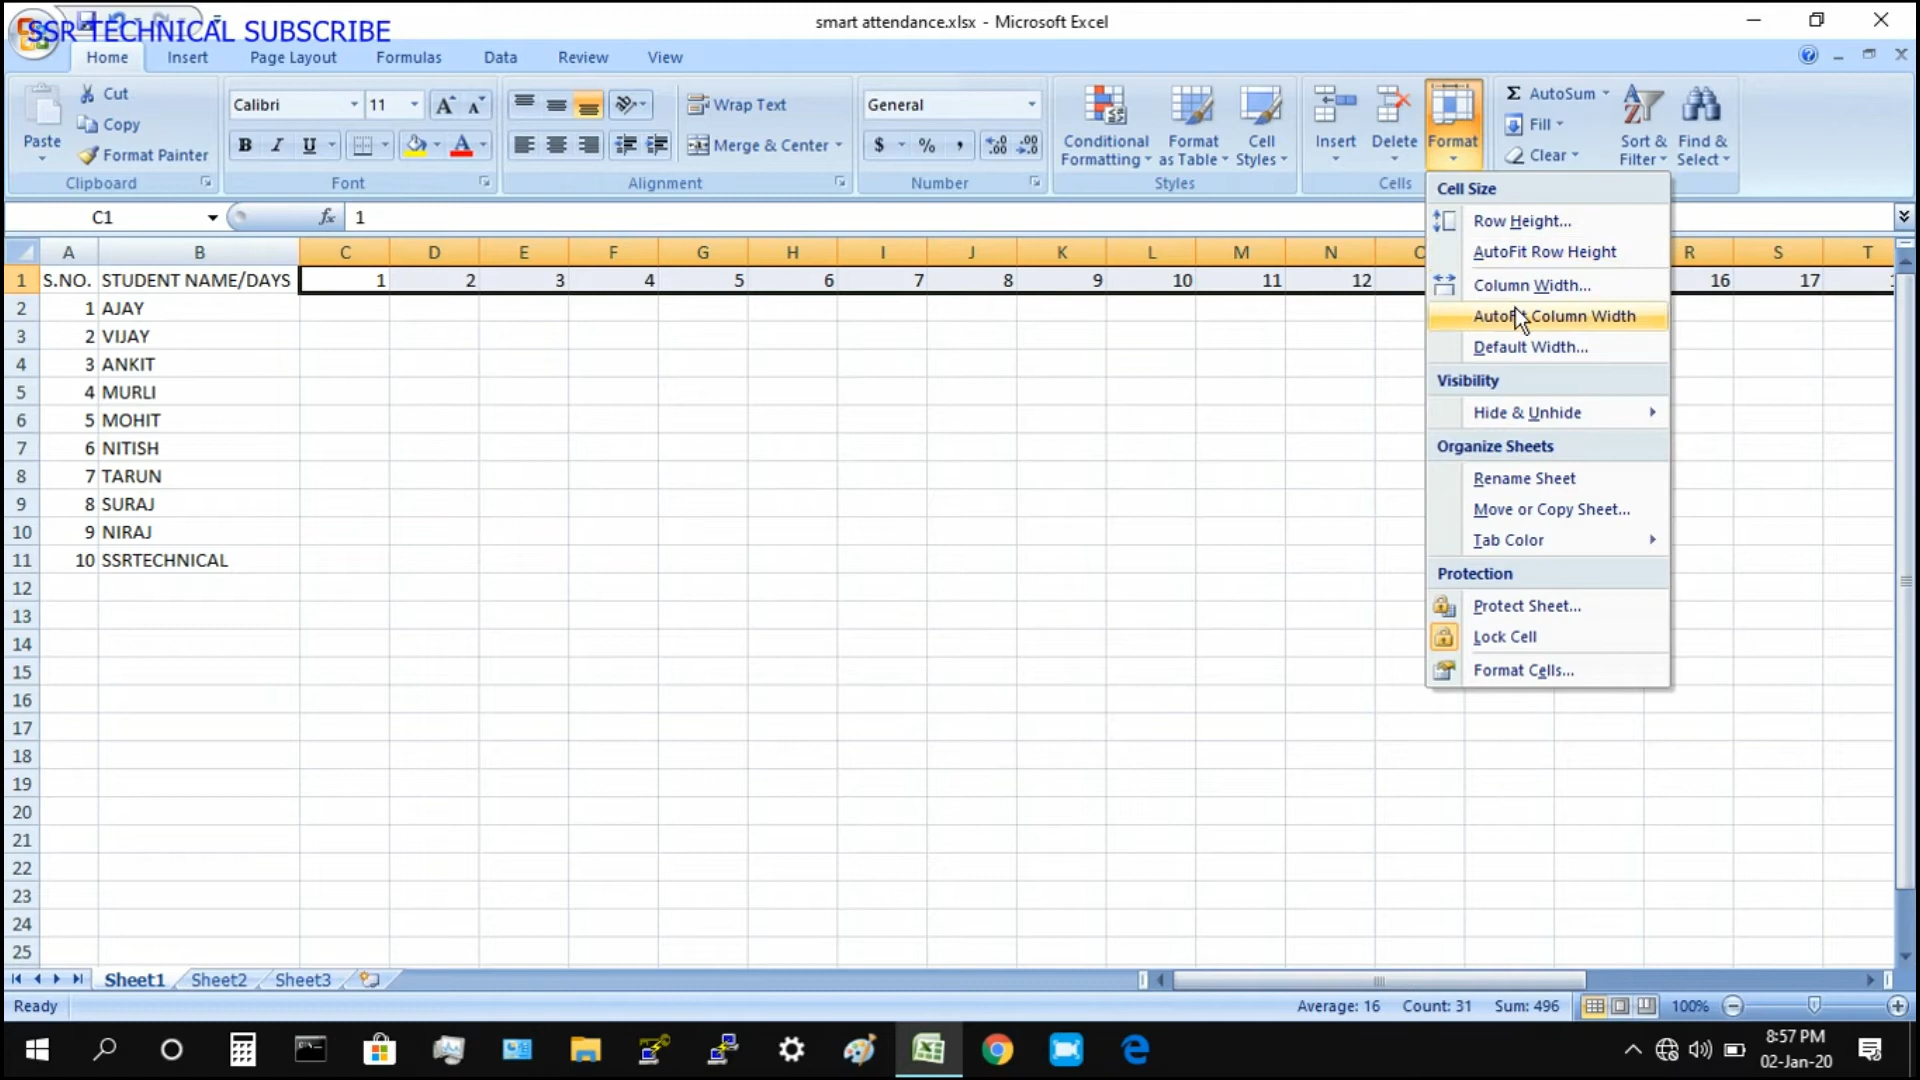 SSR TECHNICAL SUBSCRIBE
smart attendance.xlsx - Microsoft Excel
Home Insert Page Layout Formulas Data Review View
Paste
Cut
Copy
Format Painter
Clipboard
Calibri 11
B I U
Font
Wrap Text
Merge & Center
Alignment
General
$ % ,
Number
Conditional Formatting
Format as Table
Cell Styles
Styles
Insert
Delete
Format
Cells
Σ AutoSum
Fill
Clear
Sort & Filter
Find & Select
C1 fx 1
A B C D E F G H I J K L M N O R S T
1 S.NO. STUDENT NAME/DAYS 1 2 3 4 5 6 7 8 9 10 11 12 16 17
2 1 AJAY
3 2 VIJAY
4 3 ANKIT
5 4 MURLI
6 5 MOHIT
7 6 NITISH
8 7 TARUN
9 8 SURAJ
10 9 NIRAJ
11 10 SSRTECHNICAL
12
13
14
15
16
17
18
19
20
21
22
23
24
25
Cell Size
Row Height...
AutoFit Row Height
Column Width...
AutoFit Column Width
Default Width...
Visibility
Hide & Unhide
Organize Sheets
Rename Sheet
Move or Copy Sheet...
Tab Color
Protection
Protect Sheet...
Lock Cell
Format Cells...
Sheet1 Sheet2 Sheet3
Ready Average: 16 Count: 31 Sum: 496 100%
8:57 PM
02-Jan-20